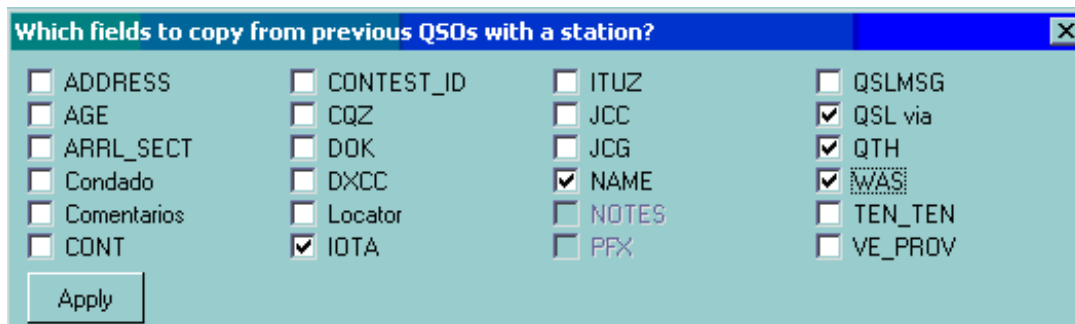 Which fields to copy from previous QSOs with a station?
ADDRESS CONTEST_ID ITUZ QSLMSG
AGE CQZ JCC QSL via
ARRL_SECT DOK JCG QTH
Condado DXCC NAME WAS
Comentarios Locator NOTES TEN_TEN
CONT IOTA PFX VE_PROV
Apply